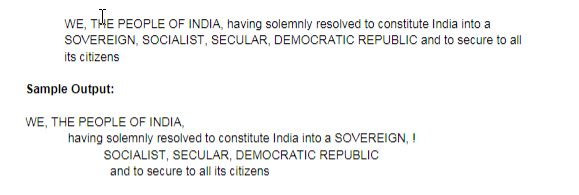 WE, THE PEOPLE OF INDIA, having solemnly resolved to constitute India into a
SOVEREIGN, SOCIALIST, SECULAR, DEMOCRATIC REPUBLIC and to secure to all
its citizens
Sample Output:
WE, THE PEOPLE OF INDIA,
having solemnly resolved to constitute India into a SOVEREIGN, !
SOCIALIST, SECULAR, DEMOCRATIC REPUBLIC
and to secure to all its citizens